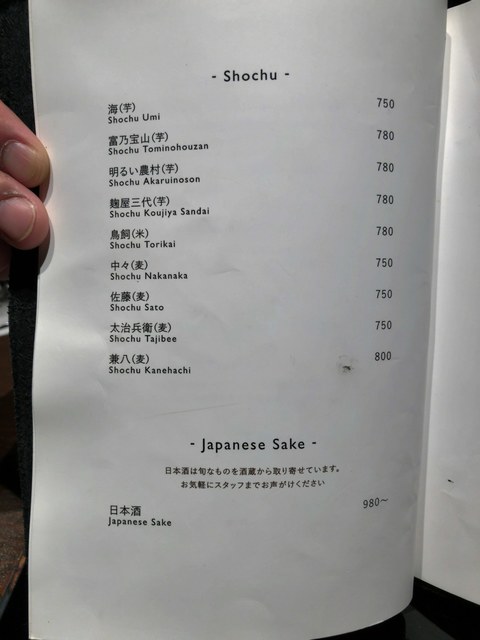 - Shochu -
海(芋) 750
Shochu Umi
富乃宝山(芋) 780
Shochu Tominohouzan
明るい農村(芋) 780
Shochu Akaruinoson
麹屋三代(芋) 780
Shochu Koujiya Sandai
鳥飼(米) 780
Shochu Torikai
中々(麦) 750
Shochu Nakanaka
佐藤(麦) 750
Shochu Sato
太治兵衛(麦) 750
Shochu Tajibee
兼八(麦) 800
Shochu Kanehachi
- Japanese Sake -
日本酒は旬なものを酒蔵から取り寄せています。
お気軽にスタッフまでお声がけください
日本酒 980～
Japanese Sake